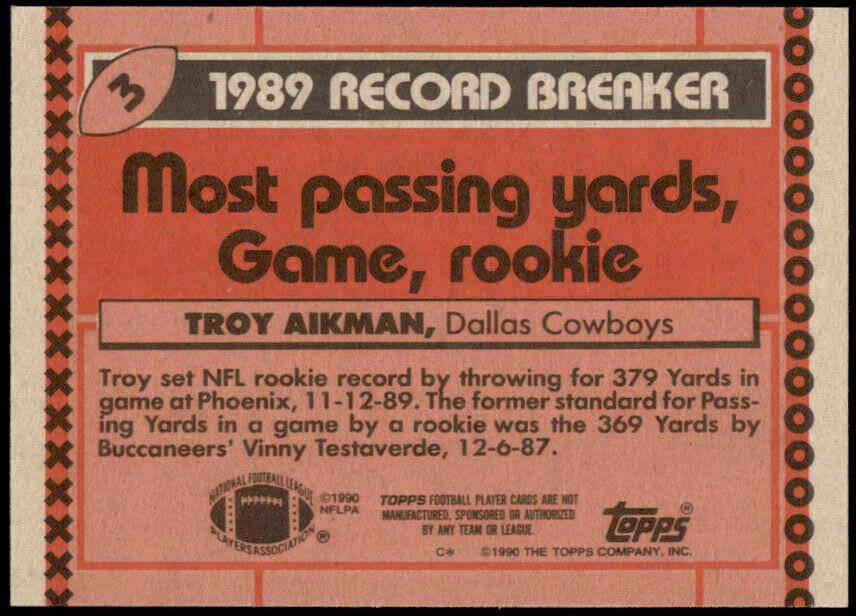 3
1989 RECORD BREAKER
Most passing yards,
Game, rookie
TROY AIKMAN, Dallas Cowboys
Troy set NFL rookie record by throwing for 379 Yards in
game at Phoenix, 11-12-89. The former standard for Pass-
ing Yards in a game by a rookie was the 369 Yards by
Buccaneers' Vinny Testaverde, 12-6-87.
NATIONAL FOOTBALL LEAGUE
PLAYERS ASSOCIATION ®
©1990
NFLPA
TOPPS FOOTBALL PLAYER CARDS ARE NOT
MANUFACTURED, SPONSORED OR AUTHORIZED
BY ANY TEAM OR LEAGUE.
topps®
C* ©1990 THE TOPPS COMPANY, INC.